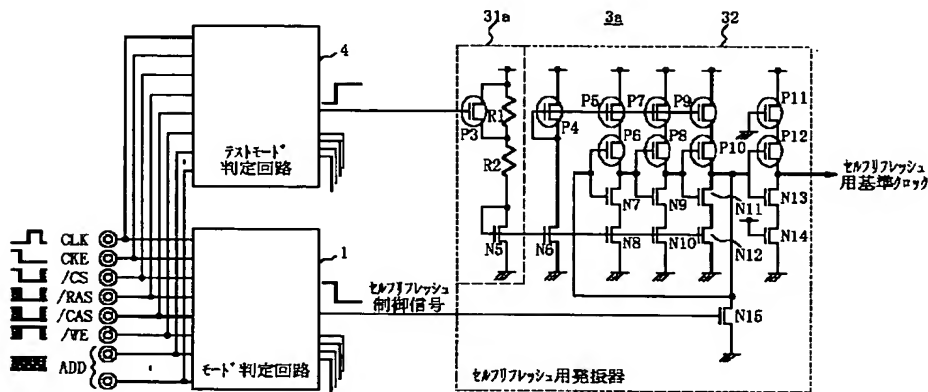 31a
3a
32
4
P3
R1
R2
P4
P5
P7
P9
P11
P6
P8
P10
P12
テストモード
判定回路
セルフリフレッシュ
用基準クロック
N5
N6
N7
N8
N9
N10
N11
N12
N13
N14
CLK
CKE
/CS
/RAS
/CAS
/WE
ADD
1
セルフリフレッシュ
制御信号
N15
モード判定回路
セルフリフレッシュ用発振器